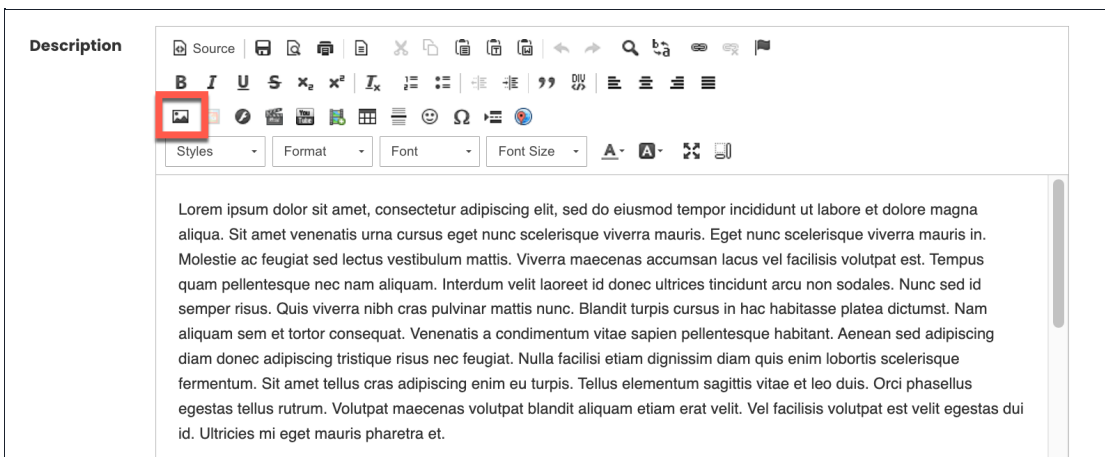 Description
Source
B I U S x₂ x² Iₓ
DIV
You Tube
Ω
Styles Format Font Font Size A A
Lorem ipsum dolor sit amet, consectetur adipiscing elit, sed do eiusmod tempor incididunt ut labore et dolore magna
aliqua. Sit amet venenatis urna cursus eget nunc scelerisque viverra mauris. Eget nunc scelerisque viverra mauris in.
Molestie ac feugiat sed lectus vestibulum mattis. Viverra maecenas accumsan lacus vel facilisis volutpat est. Tempus
quam pellentesque nec nam aliquam. Interdum velit laoreet id donec ultrices tincidunt arcu non sodales. Nunc sed id
semper risus. Quis viverra nibh cras pulvinar mattis nunc. Blandit turpis cursus in hac habitasse platea dictumst. Nam
aliquam sem et tortor consequat. Venenatis a condimentum vitae sapien pellentesque habitant. Aenean sed adipiscing
diam donec adipiscing tristique risus nec feugiat. Nulla facilisi etiam dignissim diam quis enim lobortis scelerisque
fermentum. Sit amet tellus cras adipiscing enim eu turpis. Tellus elementum sagittis vitae et leo duis. Orci phasellus
egestas tellus rutrum. Volutpat maecenas volutpat blandit aliquam etiam erat velit. Vel facilisis volutpat est velit egestas dui
id. Ultricies mi eget mauris pharetra et.